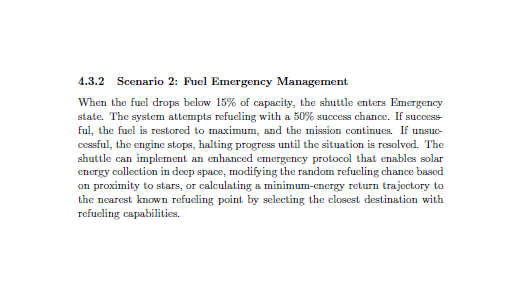 4.3.2 Scenario 2: Fuel Emergency Management
When the fuel drops below 15% of capacity, the shuttle enters Emergency
state. The system attempts refueling with a 50% success chance. If success-
ful, the fuel is restored to maximum, and the mission continues. If unsuc-
cessful, the engine stops, halting progress until the situation is resolved. The
shuttle can implement an enhanced emergency protocol that enables solar
energy collection in deep space, modifying the random refueling chance based
on proximity to stars, or calculating a minimum-energy return trajectory to
the nearest known refueling point by selecting the closest destination with
refueling capabilities.